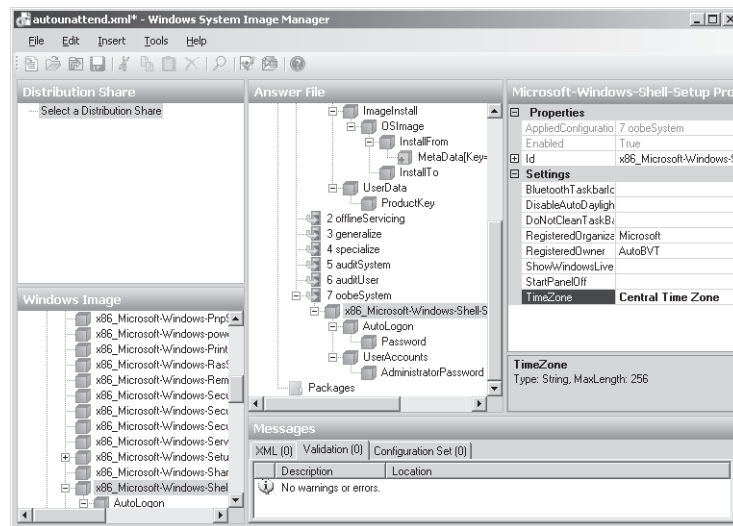 autounattend.xml* - Windows System Image Manager
File Edit Insert Tools Help
Distribution Share
Select a Distribution Share
Windows Image
x86_Microsoft-Windows-PnpS
x86_Microsoft-Windows-pow
x86_Microsoft-Windows-Print
x86_Microsoft-Windows-RasS
x86_Microsoft-Windows-Rem
x86_Microsoft-Windows-Secu
x86_Microsoft-Windows-Secu
x86_Microsoft-Windows-Secu
x86_Microsoft-Windows-Serv
x86_Microsoft-Windows-Setu
x86_Microsoft-Windows-Shar
x86_Microsoft-Windows-Shel
AutoLogon
Answer File
ImageInstall
OSImage
InstallFrom
MetaData[Key=
InstallTo
UserData
ProductKey
2 offlineServicing
3 generalize
4 specialize
5 auditSystem
6 auditUser
7 oobeSystem
x86_Microsoft-Windows-Shell-S
AutoLogon
Password
UserAccounts
AdministratorPassword
Packages
Microsoft-Windows-Shell-Setup Pro
Properties
AppliedConfiguratio 7 oobeSystem
Enabled True
Id x86_Microsoft-Windows-S
Settings
BluetoothTaskbarIc
DisableAutoDayligh
DoNotCleanTaskBa
RegisteredOrganiza Microsoft
RegisteredOwner AutoBVT
ShowWindowsLive
StartPanelOff
TimeZone Central Time Zone
TimeZone
Type: String, MaxLength: 256
Messages
XML (0) Validation (0) Configuration Set (0)
Description Location
No warnings or errors.